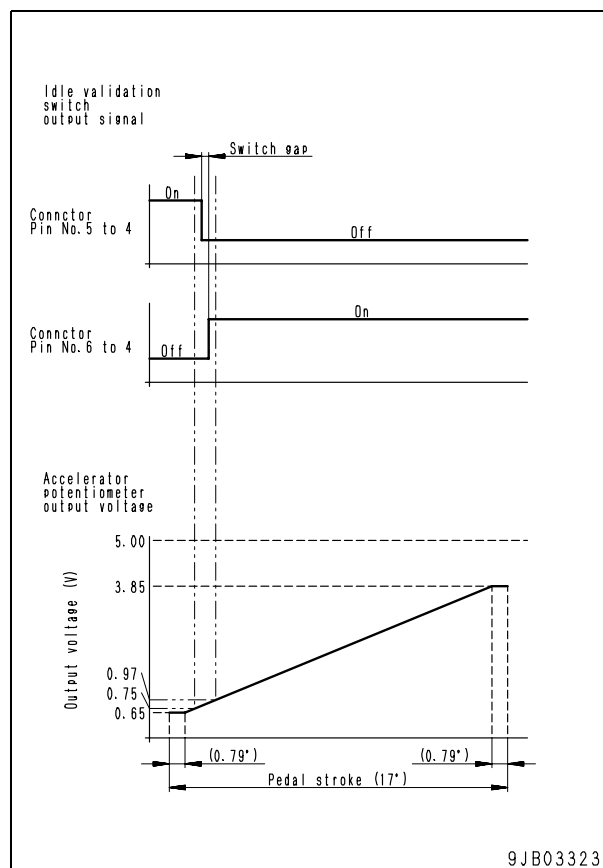 Idle validation
switch
output signal
Switch gap
On
Connctor
Pin No.5 to 4
Off
On
Connctor
Pin No.6 to 4
Off
Accelerator
potentiometer
output voltage
5.00
3.85
Output voltage (V)
0.97
0.75
0.65
(0.79°)
(0.79°)
Pedal stroke (17°)
9JB03323